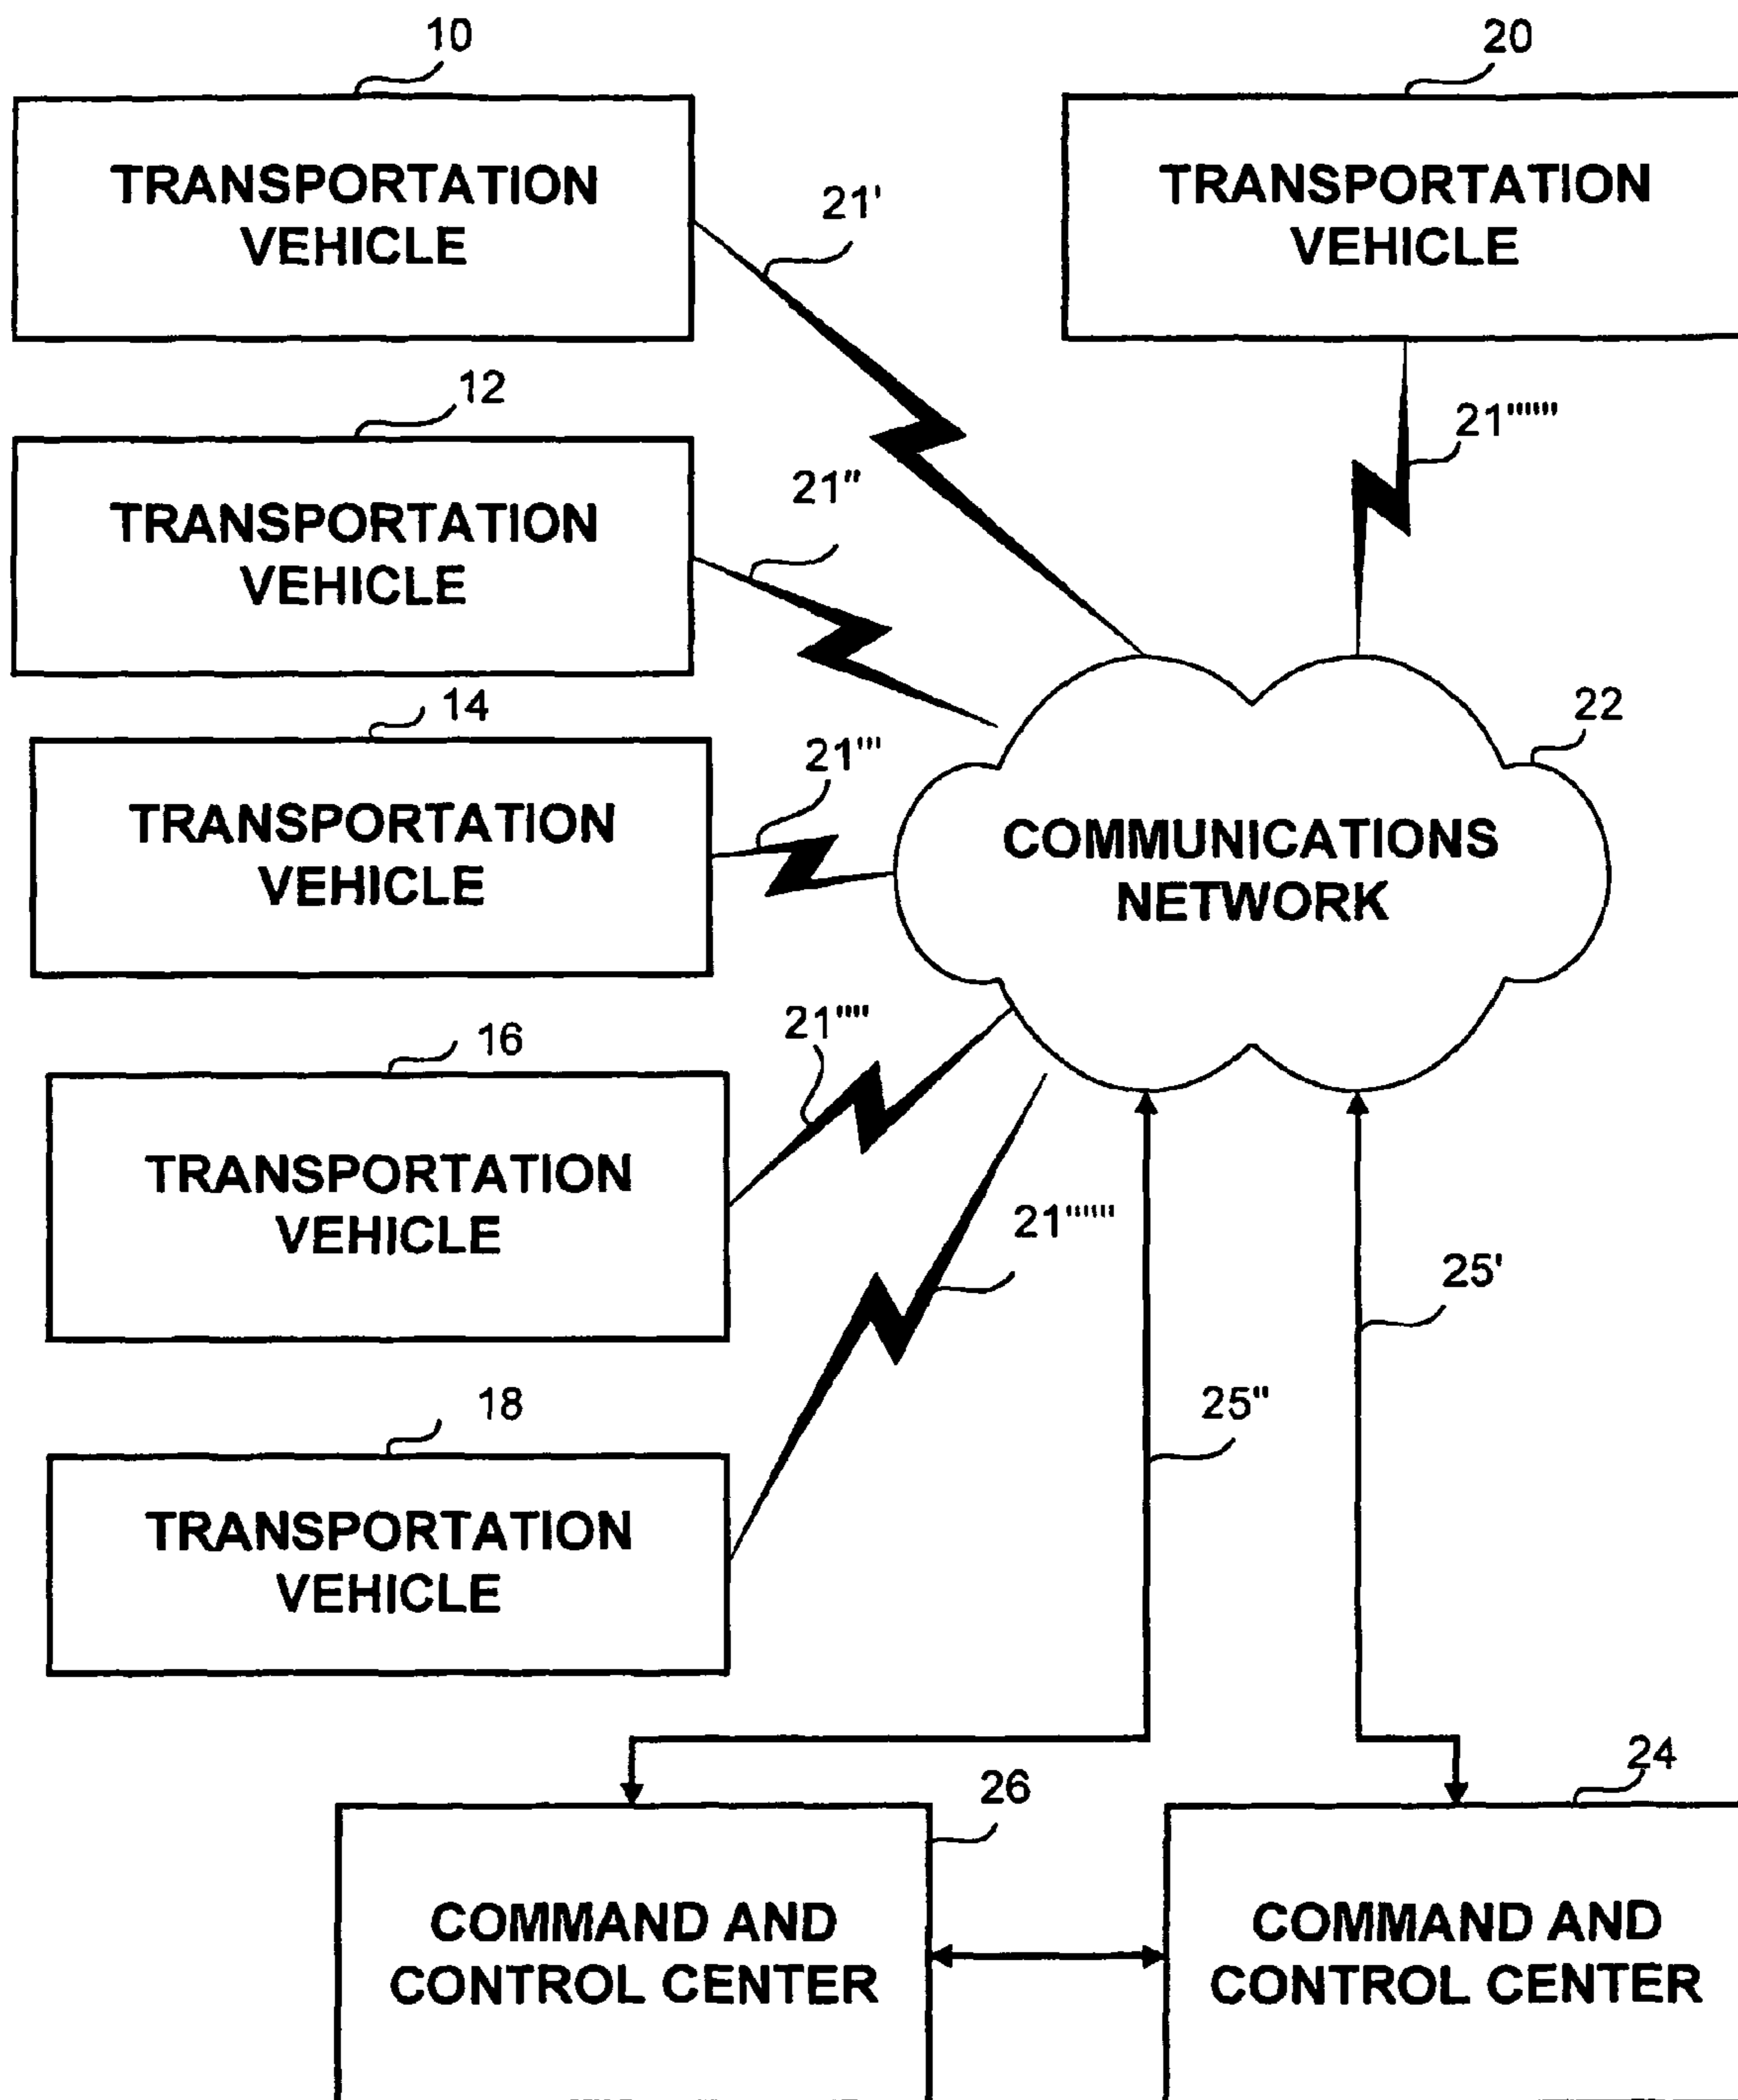 10
TRANSPORTATION
VEHICLE
20
TRANSPORTATION
VEHICLE
21'
12
TRANSPORTATION
VEHICLE
21''
21''''''
14
TRANSPORTATION
VEHICLE
21'''
22
COMMUNICATIONS
NETWORK
16
TRANSPORTATION
VEHICLE
21''''
21''''''
25'
18
TRANSPORTATION
VEHICLE
25''
26
COMMAND AND
CONTROL CENTER
24
COMMAND AND
CONTROL CENTER